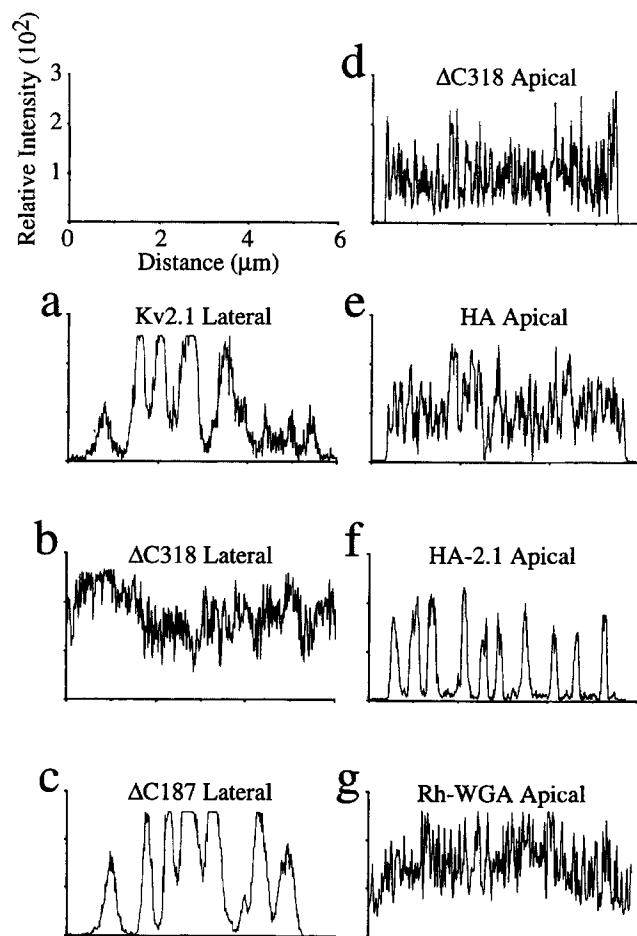 Relative Intensity (10²)
3
2
1
0
0 2 4 6
Distance (μm)
a
Kv2.1 Lateral
b
ΔC318 Lateral
c
ΔC187 Lateral
d
ΔC318 Apical
e
HA Apical
f
HA-2.1 Apical
g
Rh-WGA Apical